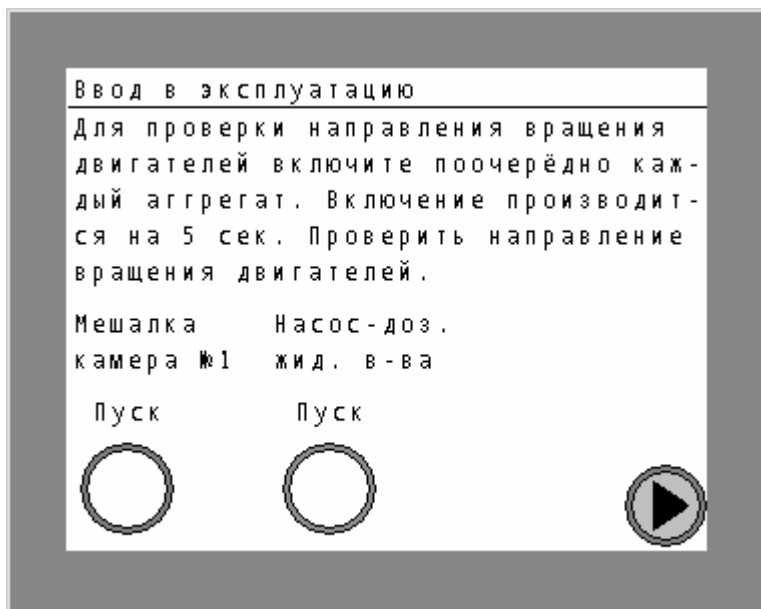 Ввод в эксплуатацию
Для проверки направления вращения
двигателей включите поочерёдно каж-
дый аггрегат. Включение производит-
ся на 5 сек. Проверить направление
вращения двигателей.
Мешалка Насос-доз.
камера №1 жид. в-ва
Пуск Пуск